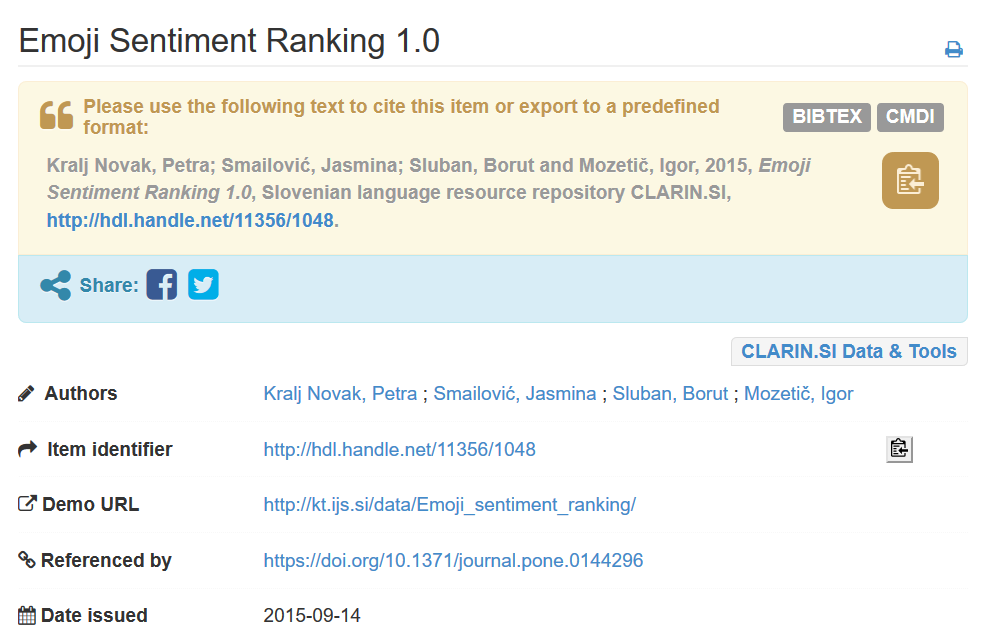 Emoji Sentiment Ranking 1.0
Please use the following text to cite this item or export to a predefined
format:
BIBTEX
CMDI
Kralj Novak, Petra; Smailović, Jasmina; Sluban, Borut and Mozetič, Igor, 2015, Emoji
Sentiment Ranking 1.0, Slovenian language resource repository CLARIN.SI,
http://hdl.handle.net/11356/1048.
Share:
CLARIN.SI Data & Tools
Authors Kralj Novak, Petra ; Smailović, Jasmina ; Sluban, Borut ; Mozetič, Igor
Item identifier http://hdl.handle.net/11356/1048
Demo URL http://kt.ijs.si/data/Emoji_sentiment_ranking/
Referenced by https://doi.org/10.1371/journal.pone.0144296
Date issued 2015-09-14